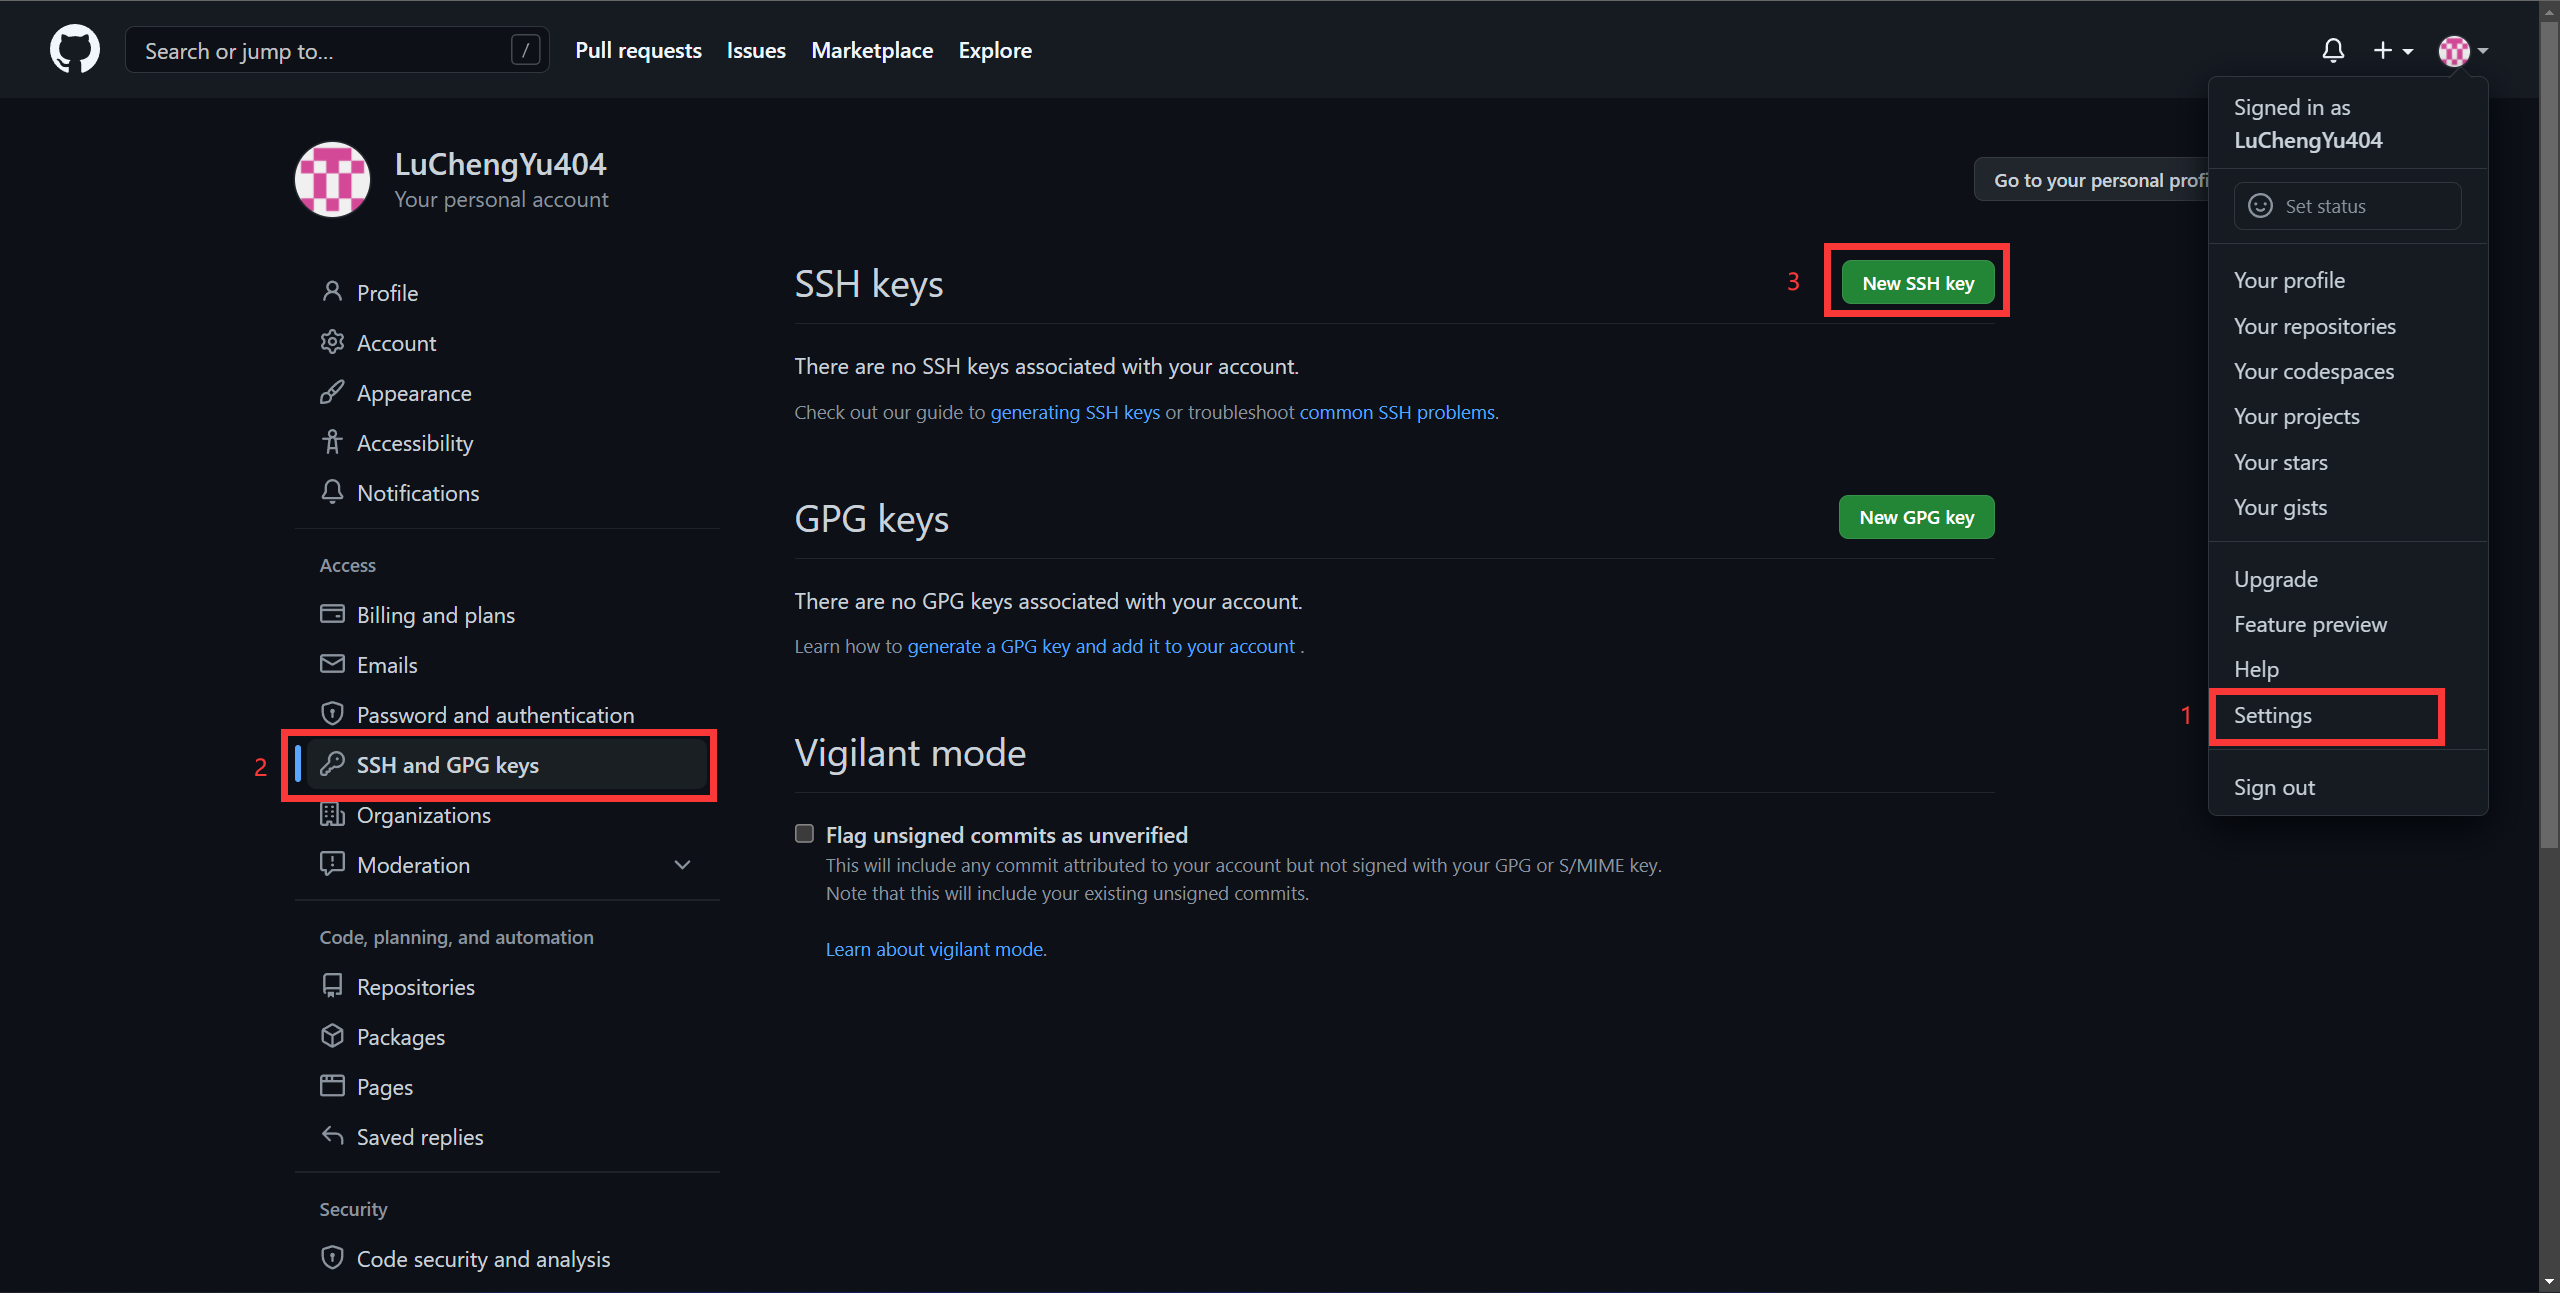 Search or jump to...
/
Pull requests
Issues
Marketplace
Explore
Signed in as
LuChengYu404
Set status
Your profile
Your repositories
Your codespaces
Your projects
Your stars
Your gists
Upgrade
Feature preview
Help
1
Settings
Sign out
LuChengYu404
Your personal account
Go to your personal profi
Profile
Account
Appearance
Accessibility
Notifications
Access
Billing and plans
Emails
Password and authentication
2
SSH and GPG keys
Organizations
Moderation
Code, planning, and automation
Repositories
Packages
Pages
Saved replies
Security
Code security and analysis
SSH keys
3
New SSH key
There are no SSH keys associated with your account.
Check out our guide to generating SSH keys or troubleshoot common SSH problems.
GPG keys
New GPG key
There are no GPG keys associated with your account.
Learn how to generate a GPG key and add it to your account .
Vigilant mode
Flag unsigned commits as unverified
This will include any commit attributed to your account but not signed with your GPG or S/MIME key.
Note that this will include your existing unsigned commits.
Learn about vigilant mode.